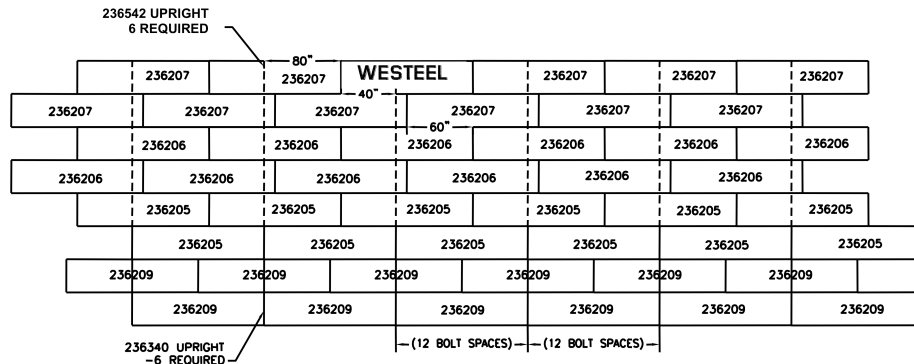 236542 UPRIGHT
6 REQUIRED
80"
236207 236207 WESTEEL 236207 236207 236207
40"
236207 236207 236207 236207 236207 236207
60"
236206 236206 236206 236206 236206 236206
236206 236206 236206 236206 236206 236206
236205 236205 236205 236205 236205 236205
236205 236205 236205 236205 236205 236205
236209 236209 236209 236209 236209 236209
236209 236209 236209 236209 236209 236209
236340 UPRIGHT
-6 REQUIRED
(12 BOLT SPACES) (12 BOLT SPACES)